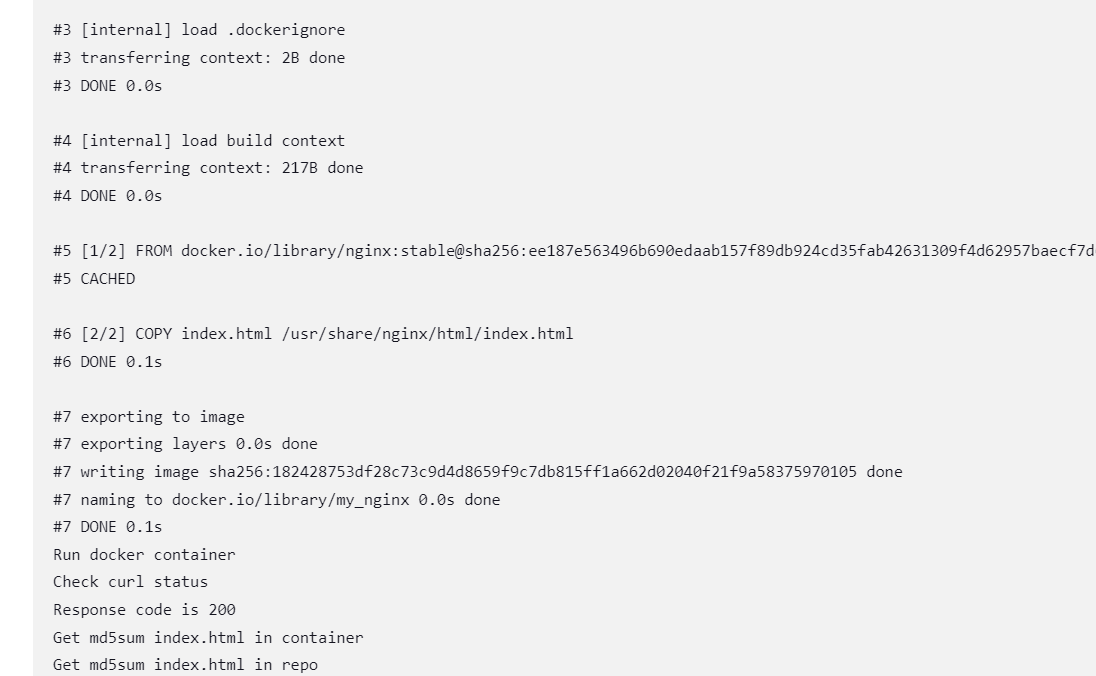 #3 [internal] load .dockerignore
#3 transferring context: 2B done
#3 DONE 0.0s
#4 [internal] load build context
#4 transferring context: 217B done
#4 DONE 0.0s
#5 [1/2] FROM docker.io/library/nginx:stable@sha256:ee187e563496b690edaab157f89db924cd35fab42631309f4d62957baecf7d
#5 CACHED
#6 [2/2] COPY index.html /usr/share/nginx/html/index.html
#6 DONE 0.1s
#7 exporting to image
#7 exporting layers 0.0s done
#7 writing image sha256:182428753df28c73c9d4d8659f9c7db815ff1a662d02040f21f9a58375970105 done
#7 naming to docker.io/library/my_nginx 0.0s done
#7 DONE 0.1s
Run docker container
Check curl status
Response code is 200
Get md5sum index.html in container
Get md5sum index.html in repo